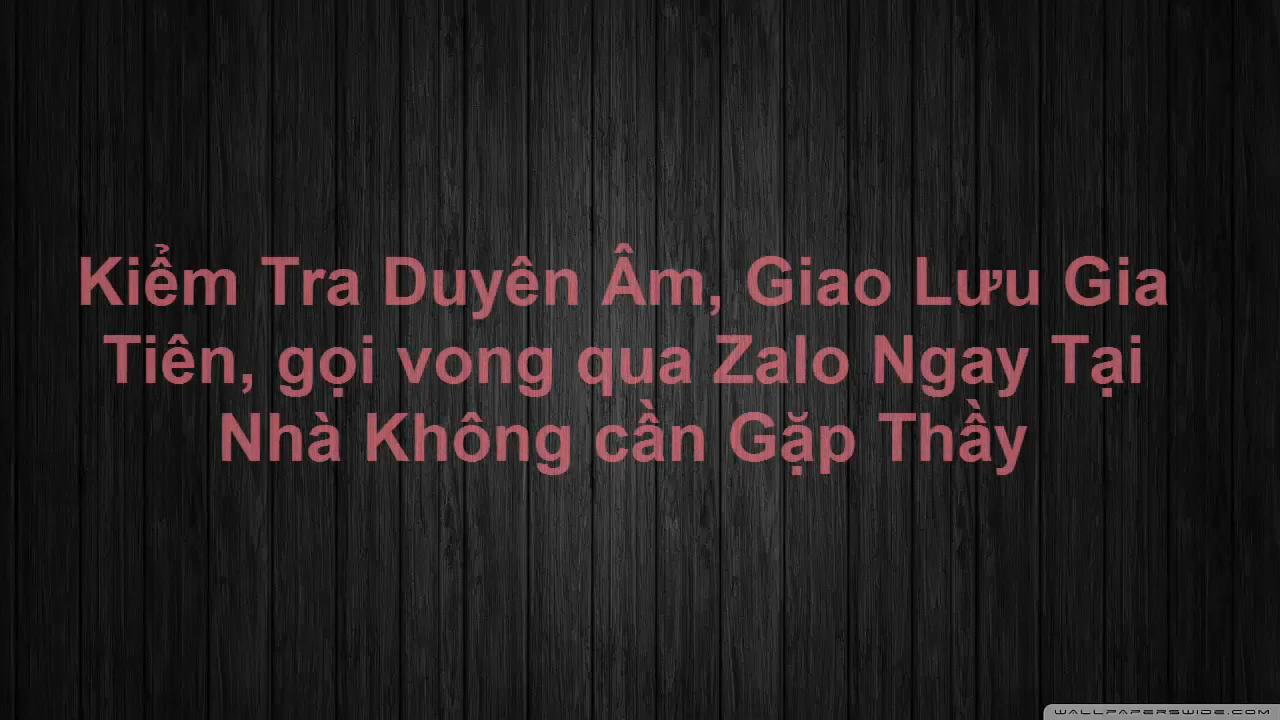 Kiểm Tra Duyên Âm, Giao Lưu Gia
Tiên, gọi vong qua Zalo Ngay Tại
Nhà Không cần Gặp Thầy
WALLPAPERSWIDE.COM